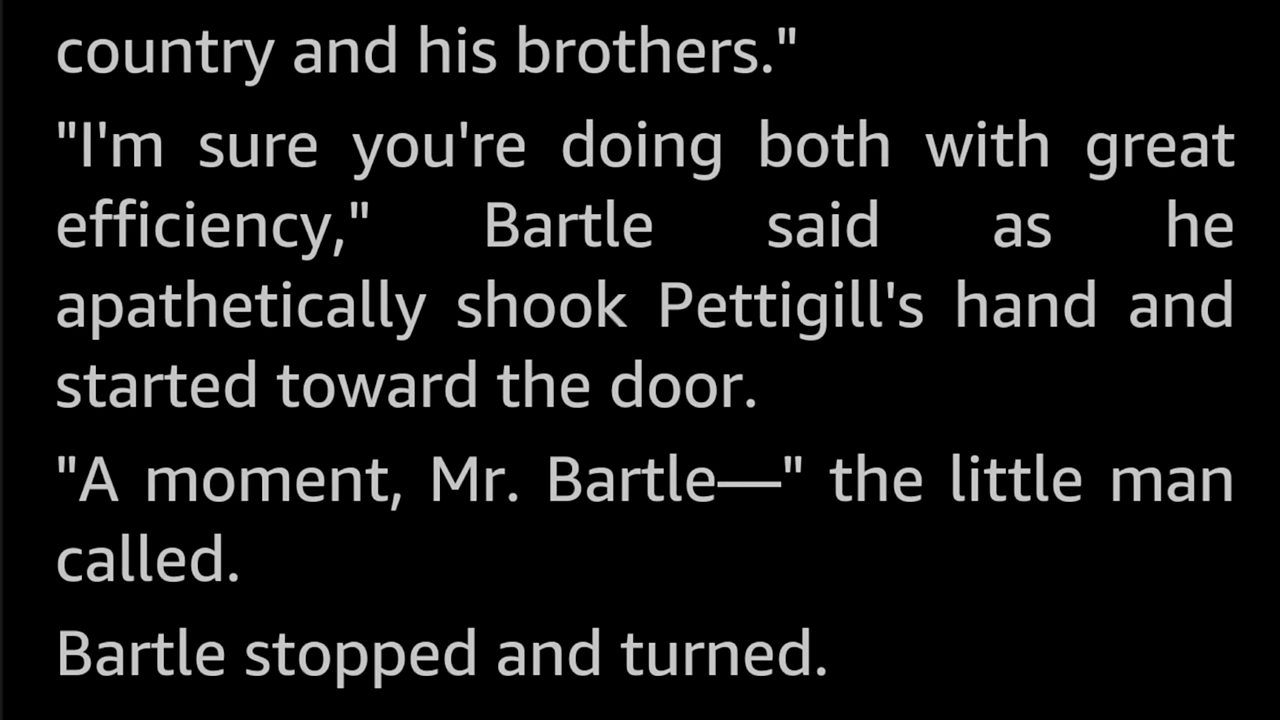 country and his brothers."
"I'm sure you're doing both with great
efficiency," Bartle said as he
apathetically shook Pettigill's hand and
started toward the door.
"A moment, Mr. Bartle—" the little man
called.
Bartle stopped and turned.